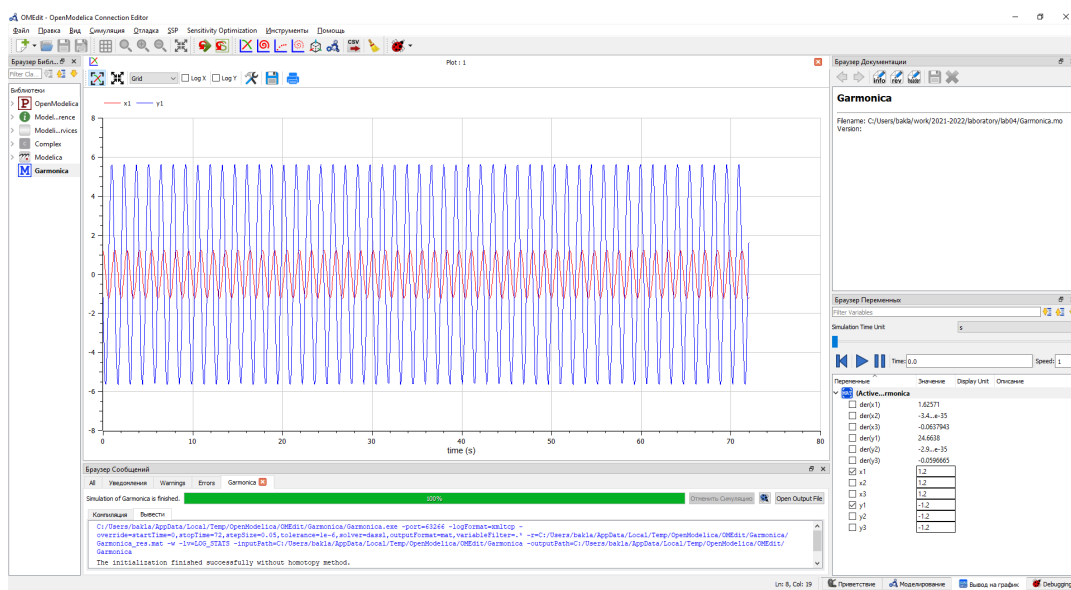 OMEdit - OpenModelica Connection Editor
Файл Правка Вид Симуляция Отладка SSP Sensitivity Optimization Инструменты Помощь
CSV
Браузер Библ...
Filter Cla...
Библиотеки
P OpenModelica
Model...rence
Modeli...rvices
Complex
Modelica
M Garmonica
Plot : 1
Grid Log X Log Y
x1 y1
8
6
4
2
0
-2
-4
-6
-8
0 10 20 30 40 50 60 70 80
time (s)
Браузер Сообщений
All Уведомления Warnings Errors Garmonica
Simulation of Garmonica is finished. 100% Отменить Симуляцию Open Output File
Компиляция Вывести
C:/Users/bakla/AppData/Local/Temp/OpenModelica/OMEdit/Garmonica/Garmonica.exe -port=63266 -logFormat=xmltcp -
override=startTime=0,stopTime=72,stepSize=0.05,tolerance=1e-6,solver=dassl,outputFormat=mat,variableFilter=.* -r=C:/Users/bakla/AppData/Local/Temp/OpenModelica/OMEdit/Garmonica/
Garmonica_res.mat -w -lv=LOG_STATS -inputPath=C:/Users/bakla/AppData/Local/Temp/OpenModelica/OMEdit/Garmonica -outputPath=C:/Users/bakla/AppData/Local/Temp/OpenModelica/OMEdit/
Garmonica
The initialization finished successfully without homotopy method.
Браузер Документации
info rev header
Garmonica
Filename: C:/Users/bakla/work/2021-2022/laboratory/lab04/Garmonica.mo
Version:
Браузер Переменных
Filter Variables
Simulation Time Unit s
Time: 0.0 Speed: 1
Переменные Значение Display Unit Описание
(Active...rmonica
der(x1) 1.62571
der(x2) -3.4...e-35
der(x3) -0.0637943
der(y1) 24.6638
der(y2) -2.9...e-35
der(y3) -0.0596665
x1 1.2
x2 1.2
x3 1.2
y1 -1.2
y2 -1.2
y3 -1.2
Ln: 8, Col: 19 Приветствие Моделирование Вывод на график Debugging